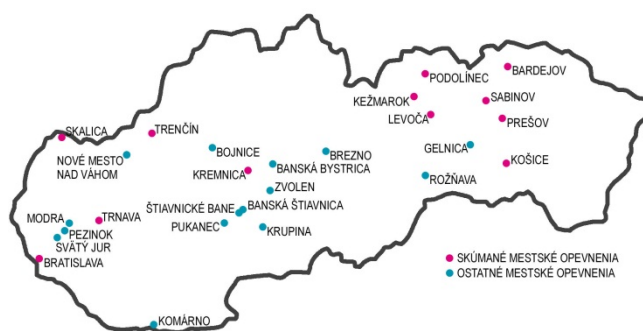 BARDEJOV
PODOLÍNEC
KEŽMAROK
SABINOV
LEVOČA
PREŠOV
SKALICA
TRENČÍN
BOJNICE
BREZNO
GELNICA
NOVÉ MESTO
NAD VÁHOM
BANSKÁ BYSTRICA
KREMNICA
KOŠICE
ROŽŇAVA
ZVOLEN
ŠTIAVNICKÉ BANE
BANSKÁ ŠTIAVNICA
MODRA
TRNAVA
PUKANEC
KRUPINA
PEZINOK
SVÄTÝ JUR
BRATISLAVA
SKÚMANÉ MESTSKÉ OPEVNENIA
OSTATNÉ MESTSKÉ OPEVNENIA
KOMÁRNO